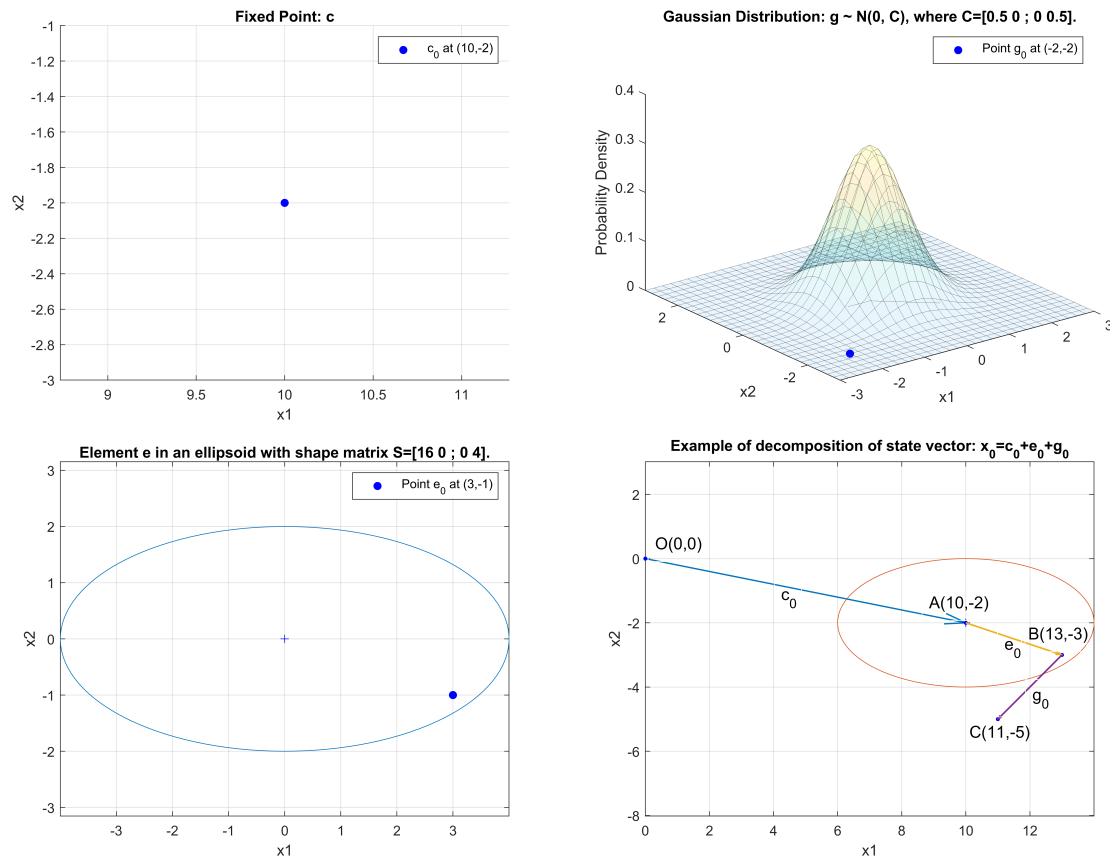 Fixed Point: c
c0 at (10,-2)
-1
-1.2
-1.4
-1.6
-1.8
-2
-2.2
-2.4
-2.6
-2.8
-3
x2
9
9.5
10
10.5
11
x1
Gaussian Distribution: g ~ N(0, C), where C=[0.5 0 ; 0 0.5].
Point g0 at (-2,-2)
0.4
0.3
0.2
0.1
0
Probability Density
2
0
-2
x2
-3
-2
-1
0
1
2
3
x1
Element e in an ellipsoid with shape matrix S=[16 0 ; 0 4].
Point e0 at (3,-1)
3
2
1
0
-1
-2
-3
x2
-3
-2
-1
0
1
2
3
x1
Example of decomposition of state vector: x0=c0+e0+g0
2
0
-2
-4
-6
-8
x2
O(0,0)
c0
A(10,-2)
B(13,-3)
e0
g0
C(11,-5)
0
2
4
6
8
10
12
x1